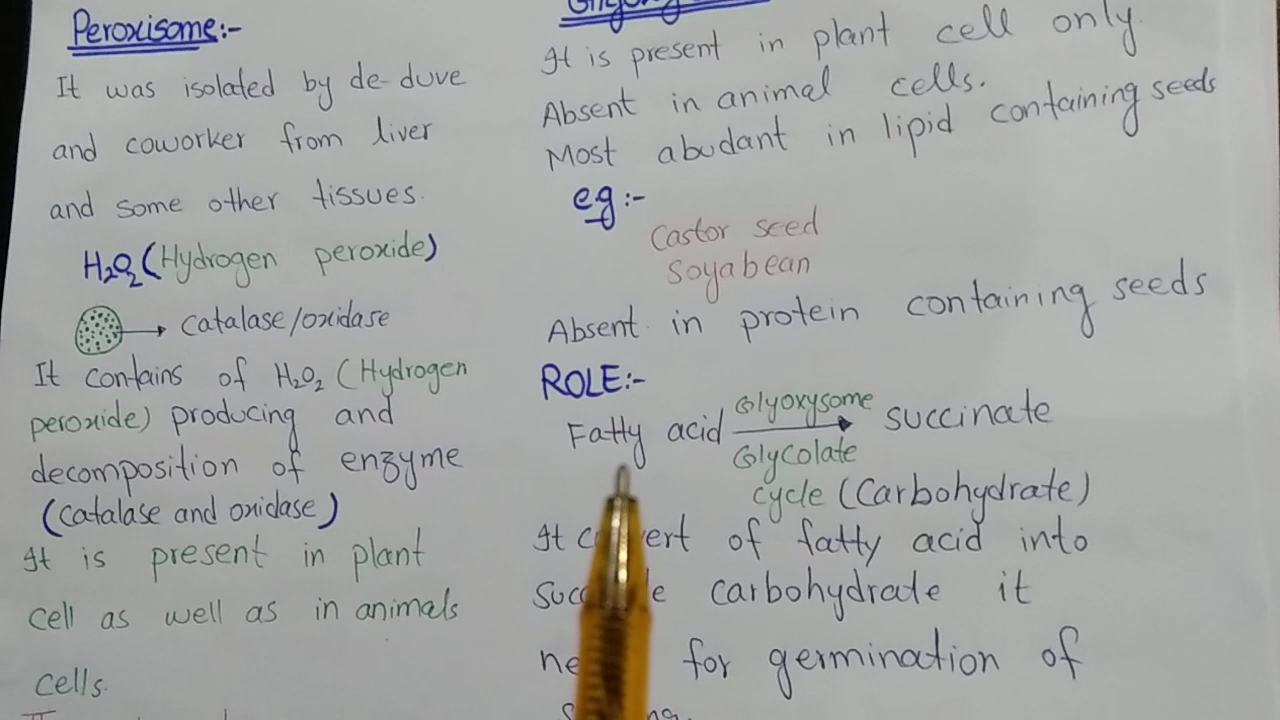 Peroxisome:-
It was isolated by de-duve
and coworker from liver
and some other tissues.
H₂O₂ (Hydrogen peroxide)
catalase/oxidase
It contains of H₂O₂ (Hydrogen
peroxide) producing and
decomposition of enzyme
(catalase and oxidase)
It is present in plant
cell as well as in animals
cells.
It is present in plant cell only
Absent in animal cells.
Most abudant in lipid containing seeds
eg:-
Castor seed
Soyabean
Absent in protein containing seeds
ROLE:-
Fatty acid Glyoxysome succinate
Glycolate
cycle (Carbohydrate)
It of fatty acid into
carbohydrate it
for germination of